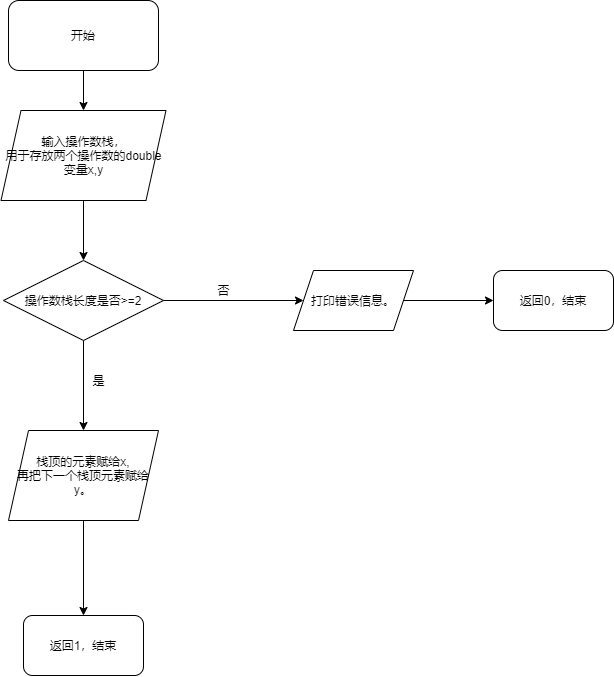 开始
输入操作数栈，
用于存放两个操作数的double
变量x,y
操作数栈长度是否>=2
否
打印错误信息。
返回0，结束
是
栈顶的元素赋给x,
再把下一个栈顶元素赋给
y。
返回1，结束